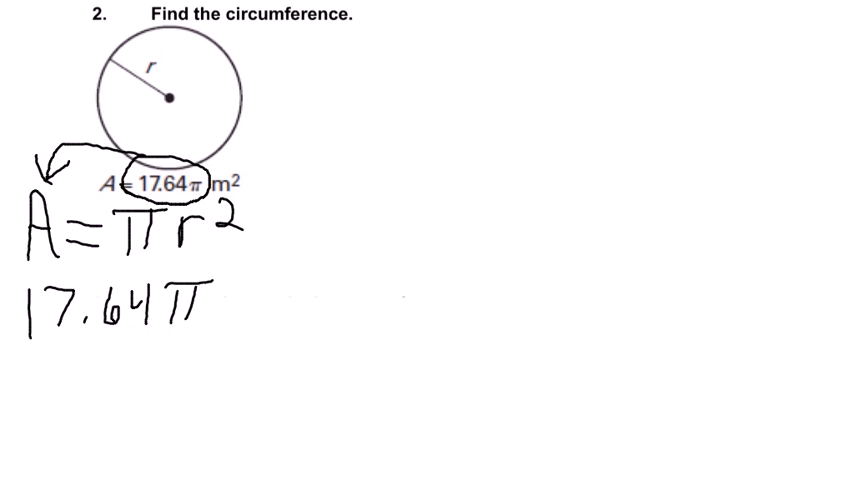 2. Find the circumference.
r
A = 17.64π m²
A = πr²
17.64π